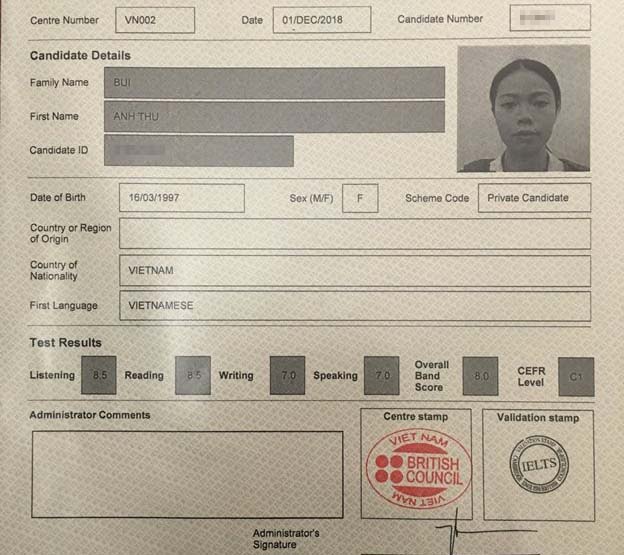 Centre Number VN002 Date 01/DEC/2018 Candidate Number
Candidate Details
Family Name BUI
First Name ANH THU
Candidate ID
Date of Birth 16/03/1997 Sex (M/F) F Scheme Code Private Candidate
Country or Region
of Origin
Country of
Nationality VIETNAM
First Language VIETNAMESE
Test Results
Listening 8.5 Reading 8.5 Writing 7.0 Speaking 7.0 Overall Band Score 8.0 CEFR Level C1
Administrator Comments
Centre stamp
Validation stamp
VIET NAM
BRITISH
COUNCIL
VIET NAM
IELTS
Administrator's
Signature